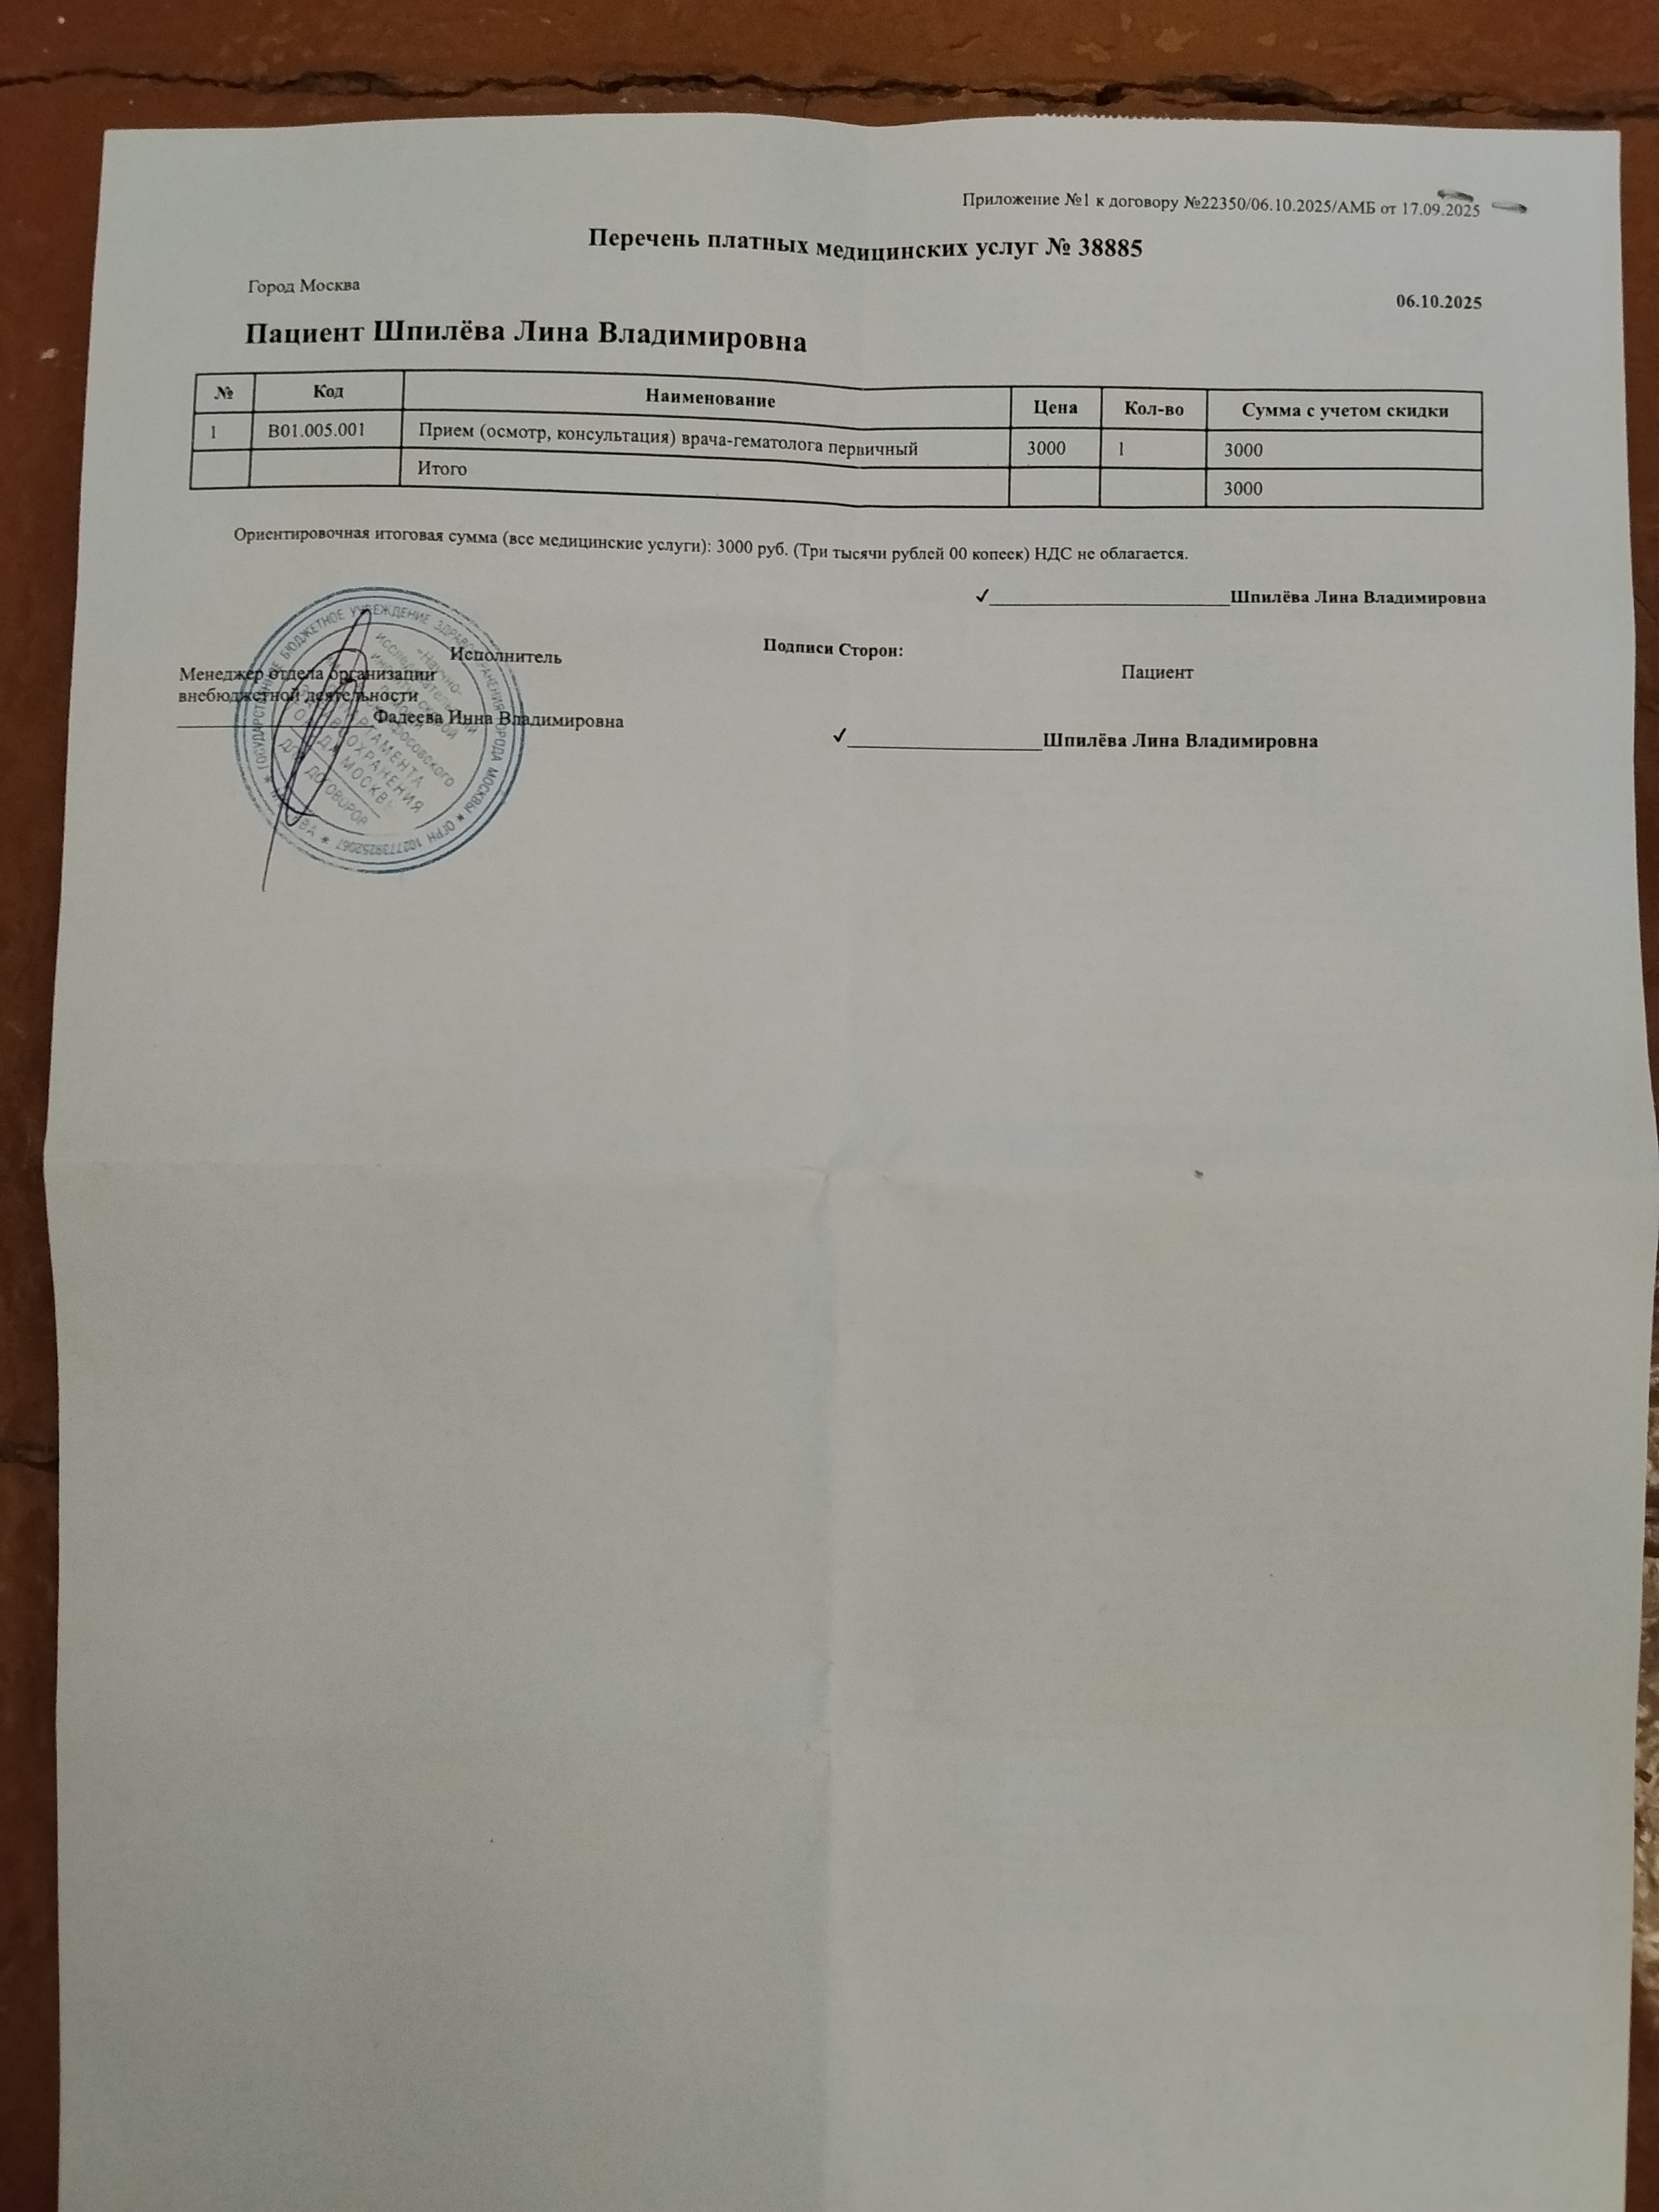 Приложение №1 к договору №22350/06.10.2025/АМБ от 17.09.2025
Перечень платных медицинских услуг № 38885
Город Москва
06.10.2025
Пациент Шпилёва Лина Владимировна
№ Код Наименование Цена Кол-во Сумма с учетом скидки
1 B01.005.001 Прием (осмотр, консультация) врача-гематолога первичный 3000 1 3000
Итого 3000
Ориентировочная итоговая сумма (все медицинские услуги): 3000 руб. (Три тысячи рублей 00 копеек) НДС не облагается.
✓ Шпилёва Лина Владимировна
Подписи Сторон:
Исполнитель
Пациент
Менеджер отдела организации
внебюджетной деятельности
Фадеева Инна Владимировна
✓ Шпилёва Лина Владимировна
ГОСУДАРСТВЕННОЕ БЮДЖЕТНОЕ УЧРЕЖДЕНИЕ ЗДРАВООХРАНЕНИЯ ГОРОДА МОСКВЫ * ОГРН 1027739252067 * МОСКВА *
«Научно-
исследовательский
ДЕПАРТАМЕНТА
ЗДРАВООХРАНЕНИЯ
ГОРОДА МОСКВЫ
ДЛЯ ДОГОВОРОВ